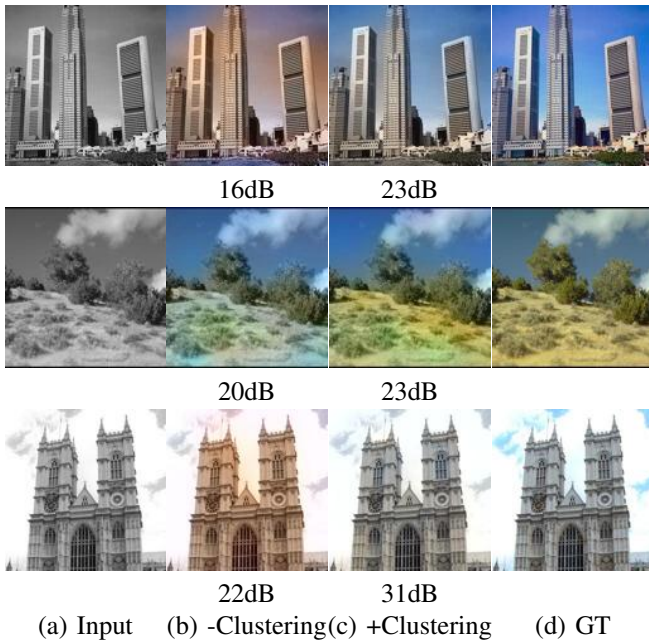 16dB 23dB
20dB 23dB
22dB 31dB
(a) Input (b) -Clustering(c) +Clustering (d) GT